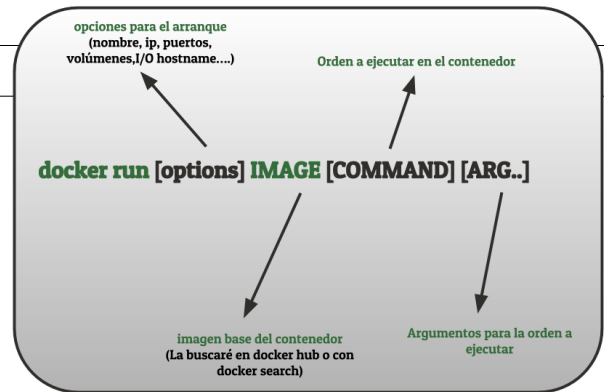 opciones para el arranque
(nombre, ip, puertos,
volúmenes,I/O hostname....)
Orden a ejecutar en el contenedor
docker run [options] IMAGE [COMMAND] [ARG..]
imagen base del contenedor
(La buscaré en docker hub o con
docker search)
Argumentos para la orden a
ejecutar